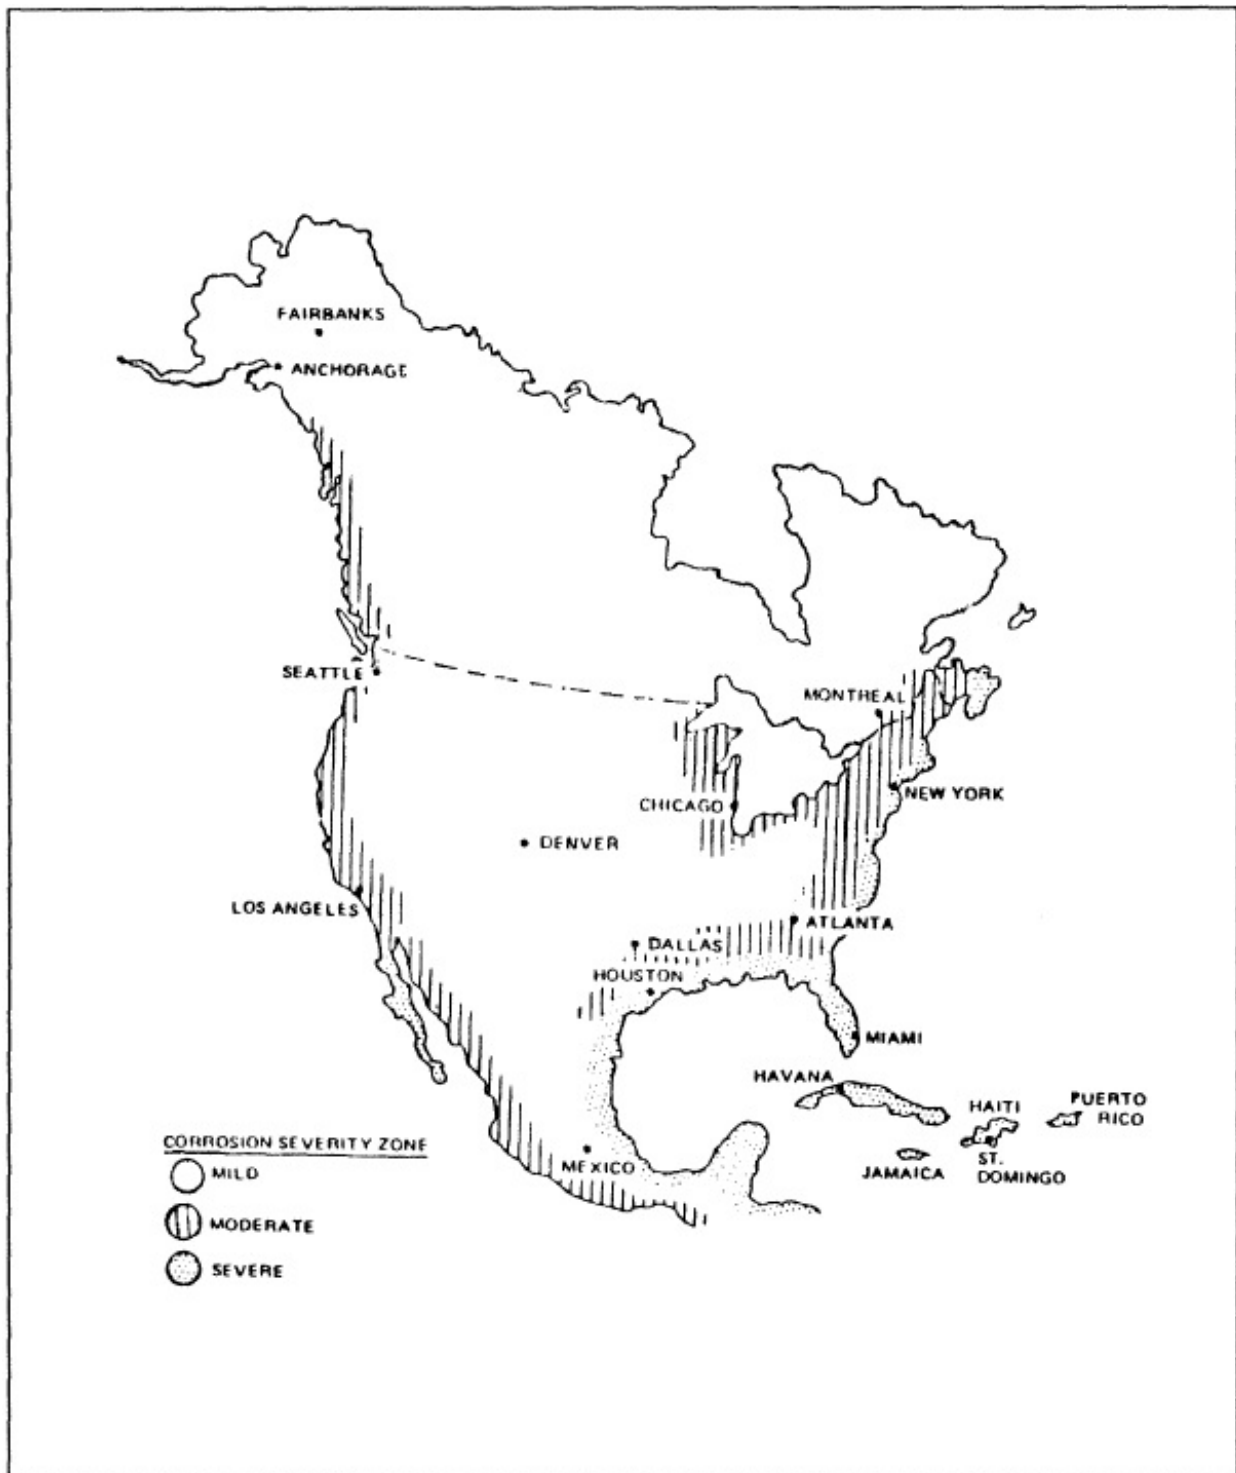 FAIRBANKS
ANCHORAGE
SEATTLE
MONTREAL
NEW YORK
CHICAGO
DENVER
LOS ANGELES
ATLANTA
DALLAS
HOUSTON
MIAMI
HAVANA
HAITI
PUERTO
RICO
JAMAICA
ST.
DOMINGO
MEXICO
CORROSION SEVERITY ZONE
MILD
MODERATE
SEVERE